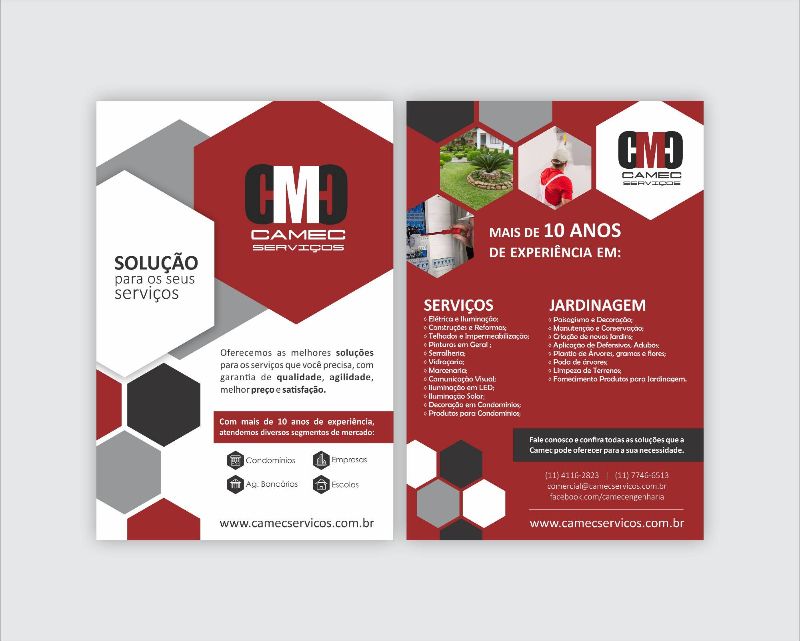 CMC
CAMEC
SERVIÇOS
SOLUÇÃO
para os seus
serviços
Oferecemos as melhores soluções
para os serviços que você precisa, com
garantia de qualidade, agilidade,
melhor preço e satisfação.
Com mais de 10 anos de experiência,
atendemos diversos segmentos de mercado:
Condomínios
Empresas
Ag. Bancárias
Escolas
www.camecservicos.com.br
CMC
CAMEC
SERVIÇOS
MAIS DE 10 ANOS
DE EXPERIÊNCIA EM:
SERVIÇOS
◊ Elétrica e Iluminação;
◊ Construções e Reformas;
◊ Telhados e Impermeabilização;
◊ Pinturas em Geral ;
◊ Serralheria;
◊ Vidraçaria;
◊ Marcenaria;
◊ Comunicação Visual;
◊ Iluminação em LED;
◊ Iluminação Solar;
◊ Decoração em Condomínios;
◊ Produtos para Condomínios;
JARDINAGEM
◊ Paisagismo e Decoração;
◊ Manutenção e Conservação;
◊ Criação de novos Jardins;
◊ Aplicação de Defensivos, Adubos;
◊ Plantio de Árvores, gramas e flores;
◊ Poda de árvores;
◊ Limpeza de Terrenos;
◊ Fornecimento Produtos para Jardinagem.
Fale conosco e confira todas as soluções que a
Camec pode oferecer para a sua necessidade.
(11) 4116-2823 | (11) 7746-6513
comercial@camecservicos.com.br
facebook.com/camecengenharia
www.camecservicos.com.br